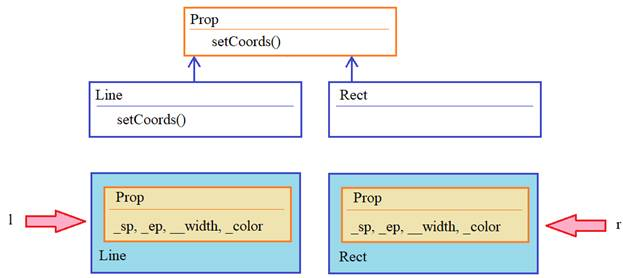 Prop
setCoords()
Line
Rect
setCoords()
Prop
Prop
l
_sp, _ep, __width, _color
_sp, _ep, __width, _color
r
Line
Rect